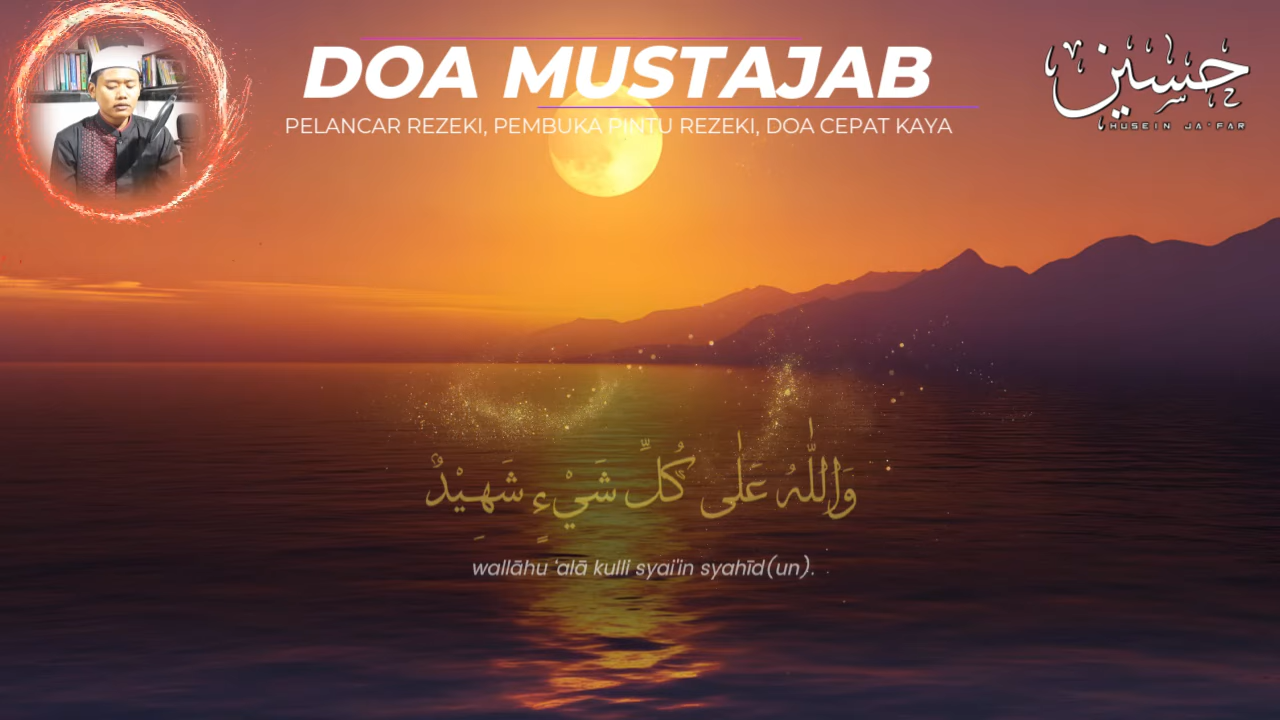 DOA MUSTAJAB
PELANCAR REZEKI, PEMBUKA PINTU REZEKI, DOA CEPAT KAYA
حسين
HUSEIN JA'FAR
وَاللّٰهُ عَلٰى كُلِّ شَيْءٍ شَهِيْدٌ
wallāhu ‘alā kulli syai'in syahīd(un).